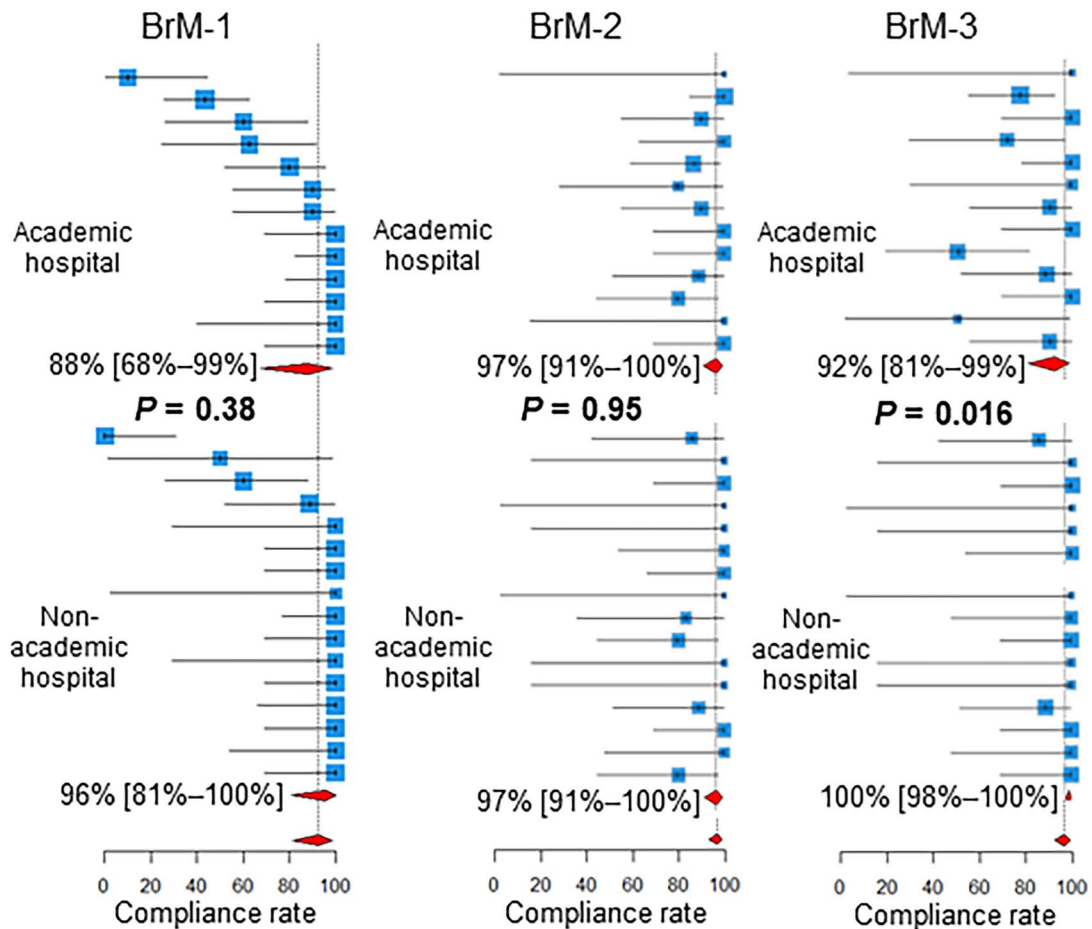 BrM-1
BrM-2
BrM-3
Academic
hospital
Academic
hospital
Academic
hospital
88% [68%–99%]
97% [91%–100%]
92% [81%–99%]
P = 0.38
P = 0.95
P = 0.016
Non-
academic
hospital
Non-
academic
hospital
Non-
academic
hospital
96% [81%–100%]
97% [91%–100%]
100% [98%–100%]
0 20 40 60 80 100
0 20 40 60 80 100
0 20 40 60 80 100
Compliance rate
Compliance rate
Compliance rate